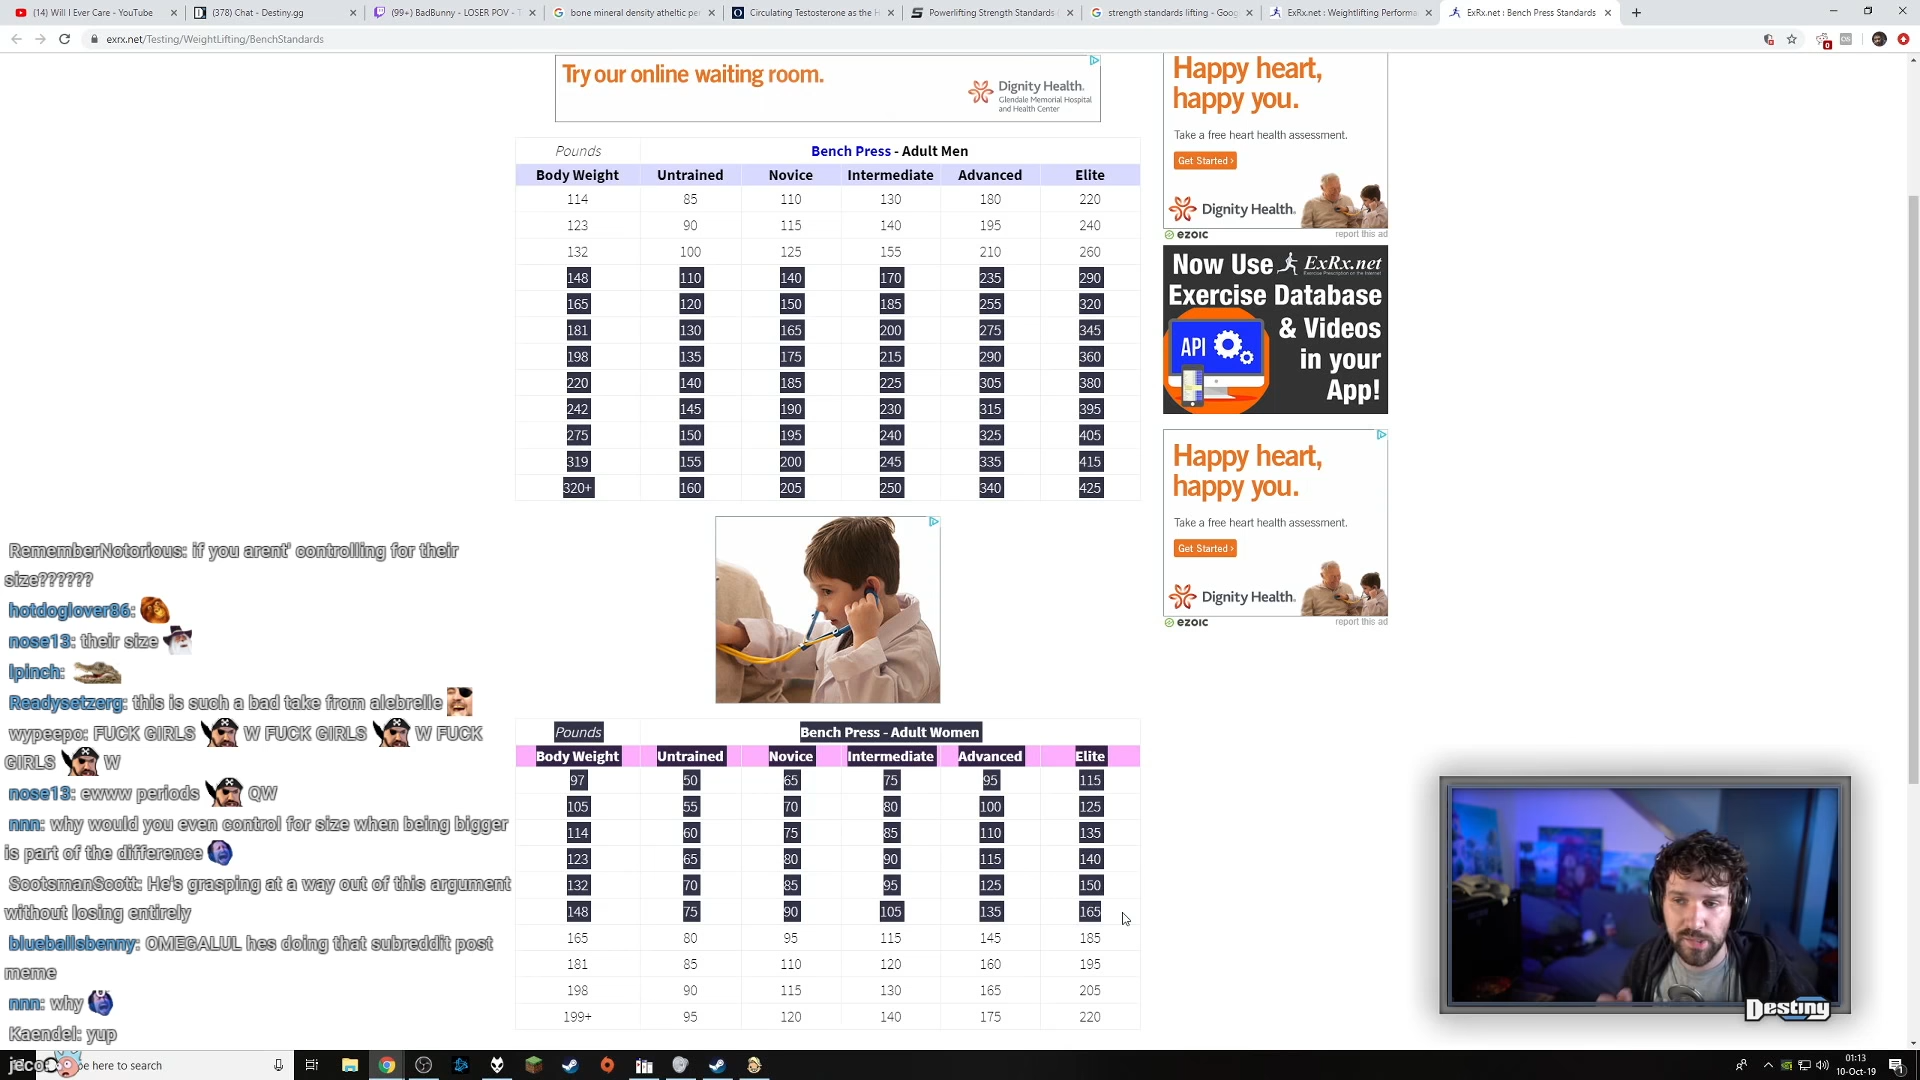 (14) Will I Ever Care - YouTube
(378) Chat - Destiny.gg
(99+) BadBunny - LOSER POV - T
bone mineral density atheltic pe
Circulating Testosterone as the H
Powerlifting Strength Standards
strength standards lifting - Goog
ExRx.net : Weightlifting Performa
ExRx.net : Bench Press Standards
exrx.net/Testing/WeightLifting/BenchStandards
Try our online waiting room.
Dignity Health.
Glendale Memorial Hospital
and Health Center
Pounds Bench Press - Adult Men
Body Weight Untrained Novice Intermediate Advanced Elite
114 85 110 130 180 220
123 90 115 140 195 240
132 100 125 155 210 260
148 110 140 170 235 290
165 120 150 185 255 320
181 130 165 200 275 345
198 135 175 215 290 360
220 140 185 225 305 380
242 145 190 230 315 395
275 150 195 240 325 405
319 155 200 245 335 415
320+ 160 205 250 340 425
Pounds Bench Press - Adult Women
Body Weight Untrained Novice Intermediate Advanced Elite
97 50 65 75 95 115
105 55 70 80 100 125
114 60 75 85 110 135
123 65 80 90 115 140
132 70 85 95 125 150
148 75 90 105 135 165
165 80 95 115 145 185
181 85 110 120 160 195
198 90 115 130 165 205
199+ 95 120 140 175 220
Happy heart,
happy you.
Take a free heart health assessment.
Get Started >
Dignity Health.
ezoic report this ad
Now Use ExRx.net
Exercise Prescription on the Internet
Exercise Database
& Videos
API
in your
App!
Happy heart,
happy you.
Take a free heart health assessment.
Get Started >
Dignity Health.
ezoic report this ad
RememberNotorious: if you arent' controlling for their
size??????
hotdoglover86:
nose13: their size
lpinch:
Readysetzerg: this is such a bad take from alebrelle
wypeepo: FUCK GIRLS W FUCK GIRLS W FUCK
GIRLS W
nose13: ewww periods QW
nnn: why would you even control for size when being bigger
is part of the difference
ScotsmanScott: He's grasping at a way out of this argument
without losing entirely
blueballsbenny: OMEGALUL hes doing that subreddit post
meme
nnn: why
Kaendel: yup
jeco
pe here to search
Destiny
01:13
10-Oct-19